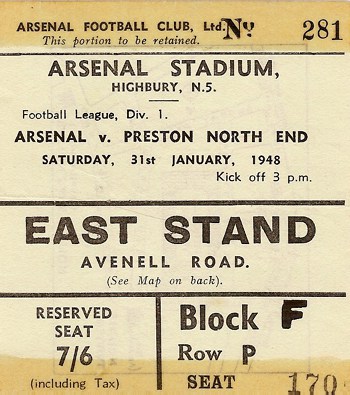 ARSENAL FOOTBALL CLUB, Ltd. No 281
This portion to be retained.
ARSENAL STADIUM,
HIGHBURY, N.5.
Football League, Div. 1.
ARSENAL v. PRESTON NORTH END
SATURDAY, 31st JANUARY, 1948
Kick off 3 p.m.
EAST STAND
AVENELL ROAD.
(See Map on back).
RESERVED
SEAT
7/6
(including Tax)
Block F
Row P
SEAT 170